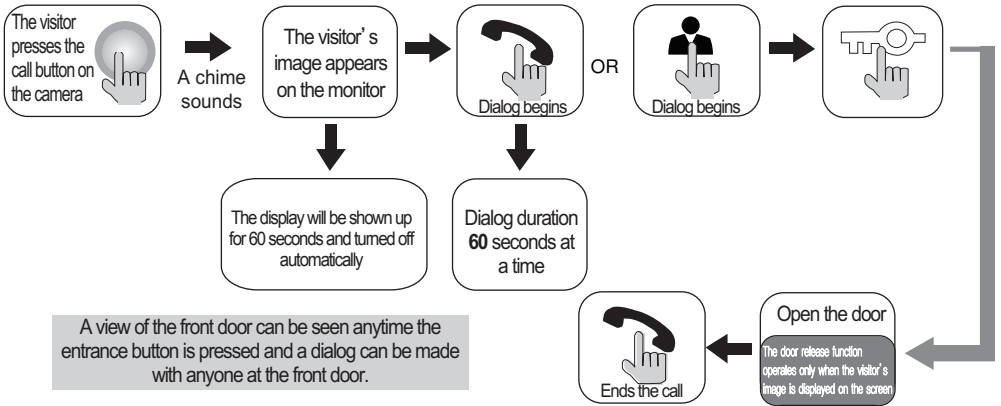 The visitor
presses the
call button on
the camera
A chime
sounds
The visitor's
image appears
on the monitor
Dialog begins
OR
Dialog begins
The display will be shown up
for 60 seconds and turned off
automatically
Dialog duration
60 seconds at
a time
A view of the front door can be seen anytime the
entrance button is pressed and a dialog can be made
with anyone at the front door.
Open the door
The door release function
operates only when the visitor's
image is displayed on the screen
Ends the call